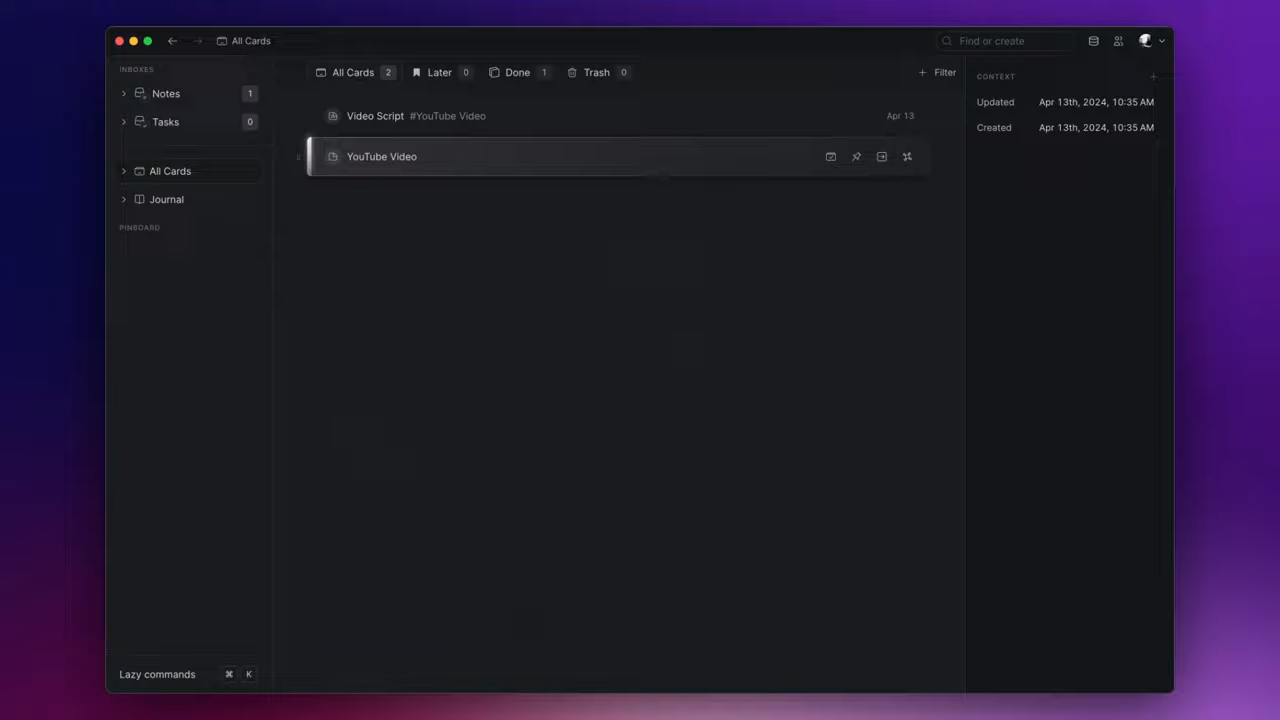 All Cards
Find or create
INBOXES
Notes 1
Tasks 0
All Cards
Journal
PINBOARD
Lazy commands ⌘ K
All Cards 2 Later 0 Done 1 Trash 0 + Filter
Video Script #YouTube Video Apr 13
YouTube Video
CONTEXT
Updated Apr 13th, 2024, 10:35 AM
Created Apr 13th, 2024, 10:35 AM